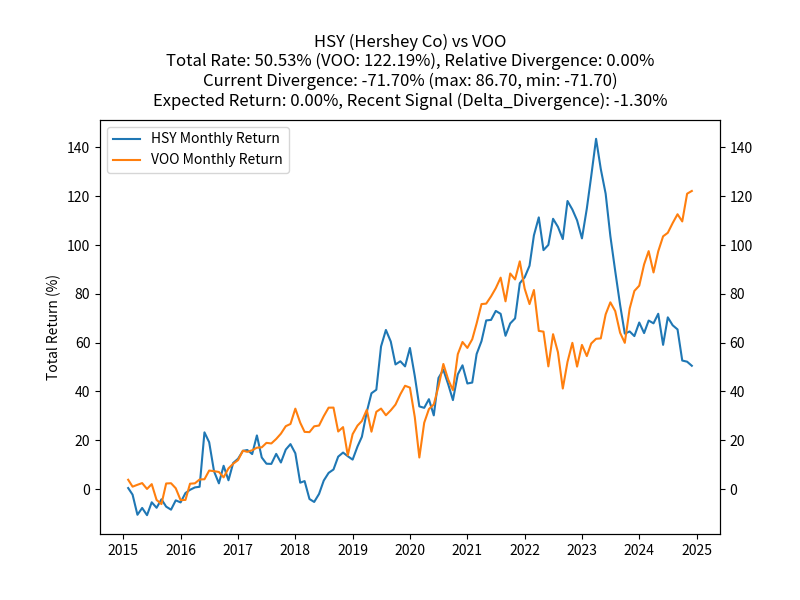 HSY (Hershey Co) vs VOO
Total Rate: 50.53% (VOO: 122.19%), Relative Divergence: 0.00%
Current Divergence: -71.70% (max: 86.70, min: -71.70)
Expected Return: 0.00%, Recent Signal (Delta_Divergence): -1.30%
HSY Monthly Return
VOO Monthly Return
Total Return (%)
140
120
100
80
60
40
20
0
140
120
100
80
60
40
20
0
2015 2016 2017 2018 2019 2020 2021 2022 2023 2024 2025